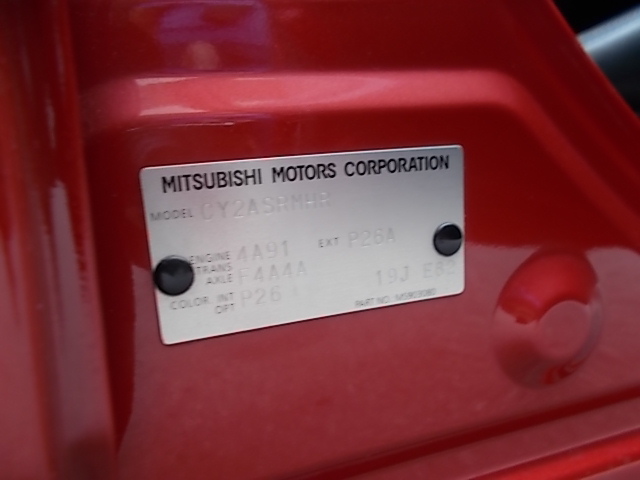 MITSUBISHI MOTORS CORPORATION
MODEL CY2ASRMHR
ENGINE 4A91 EXT P26A
TRANS AXLE F4A4A
COLOR INT OPT P26 19J E82
PART NO.